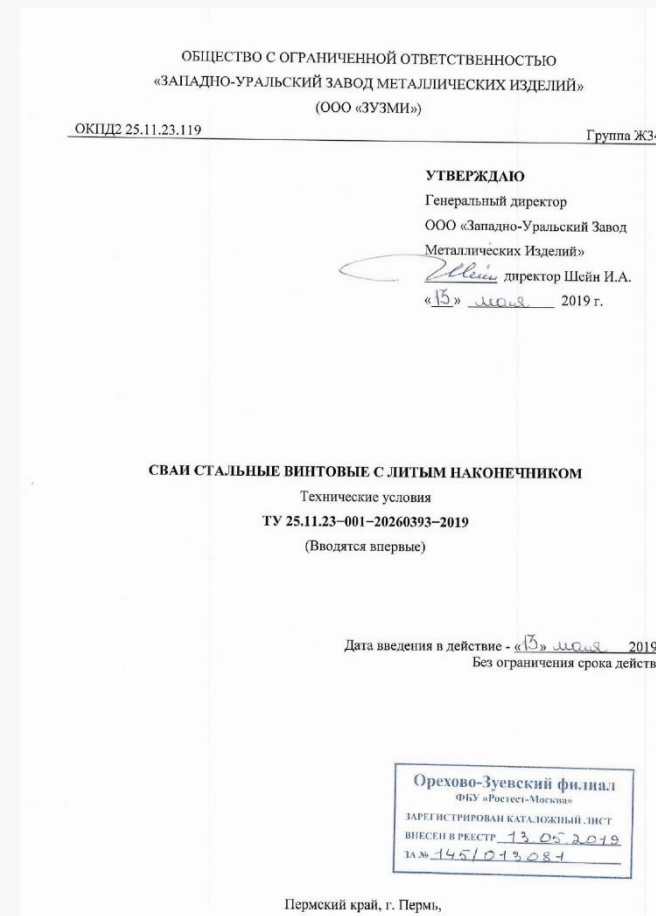 ОБЩЕСТВО С ОГРАНИЧЕННОЙ ОТВЕТСТВЕННОСТЬЮ
«ЗАПАДНО-УРАЛЬСКИЙ ЗАВОД МЕТАЛЛИЧЕСКИХ ИЗДЕЛИЙ»
(ООО «ЗУЗМИ»)
ОКПД2 25.11.23.119 Группа Ж34
УТВЕРЖДАЮ
Генеральный директор
ООО «Западно-Уральский Завод
Металлических Изделий»
директор Шейн И.А.
«13» мая 2019 г.
СВАИ СТАЛЬНЫЕ ВИНТОВЫЕ С ЛИТЫМ НАКОНЕЧНИКОМ
Технические условия
ТУ 25.11.23−001−20260393−2019
(Вводятся впервые)
Дата введения в действие - «13» мая 2019
Без ограничения срока действ
Орехово-Зуевский филиал
ФБУ «Ростест-Москва»
ЗАРЕГИСТРИРОВАН КАТАЛОЖНЫЙ ЛИСТ
ВНЕСЕН В РЕЕСТР 13.05.2019
ЗА № 145/013081
Пермский край, г. Пермь,